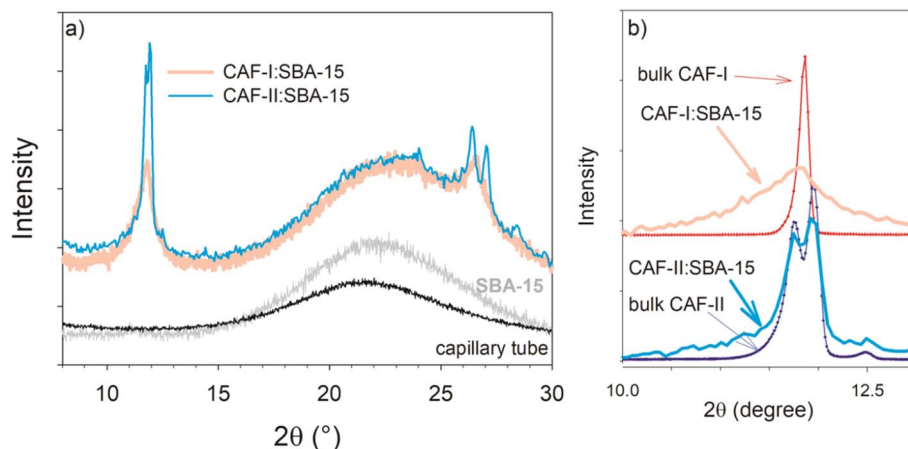 a)
CAF-I:SBA-15
CAF-II:SBA-15
Intensity
SBA-15
capillary tube
10 15 20 25 30
2θ (°)
b)
bulk CAF-I
CAF-I:SBA-15
Intensity
CAF-II:SBA-15
bulk CAF-II
10.0 12.5
2θ (degree)